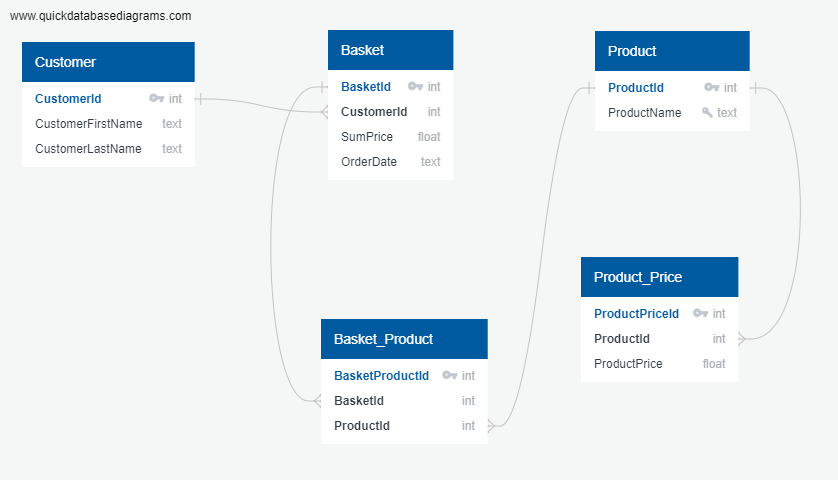 www.quickdatabasediagrams.com
Customer
CustomerId int
CustomerFirstName text
CustomerLastName text
Basket
BasketId int
CustomerId int
SumPrice float
OrderDate text
Product
ProductId int
ProductName text
Product_Price
ProductPriceId int
ProductId int
ProductPrice float
Basket_Product
BasketProductId int
BasketId int
ProductId int